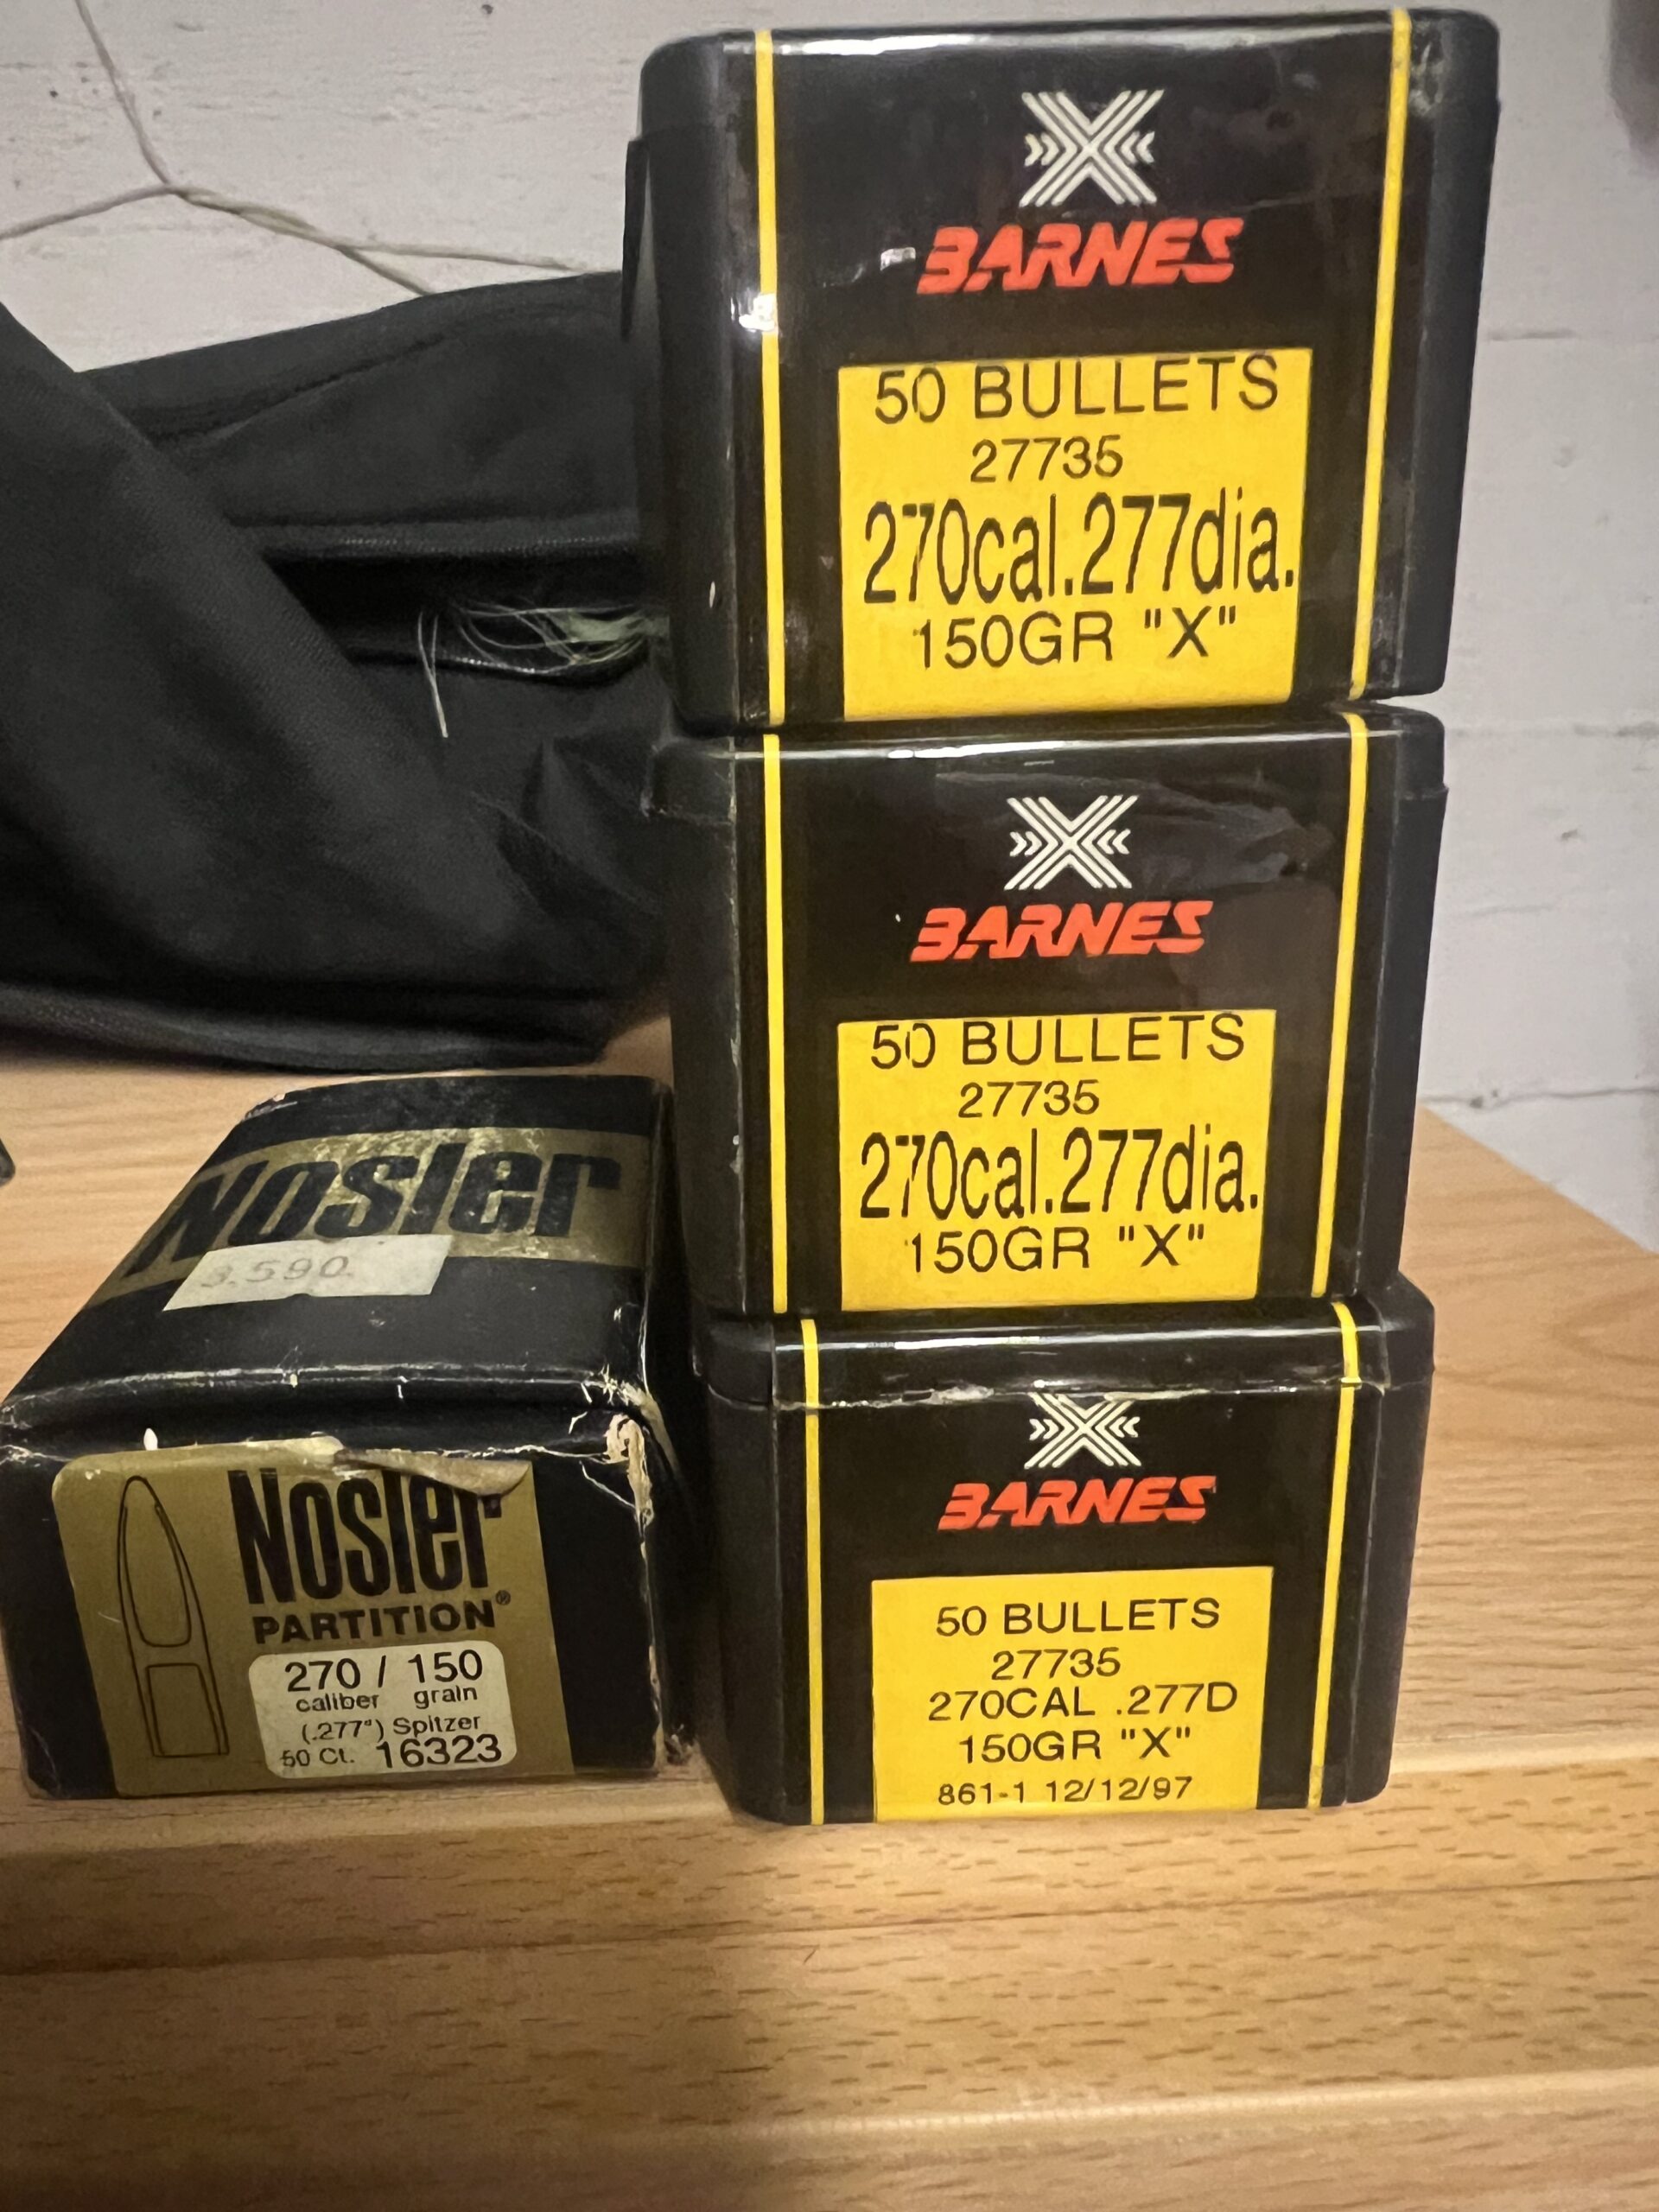 BARNES
50 BULLETS
27735
270cal.277dia.
150GR "X"
BARNES
50 BULLETS
27735
270cal.277dia.
150GR "X"
BARNES
50 BULLETS
27735
270CAL .277D
150GR "X"
861-1 12/12/97
Nosler
3.590
Nosler
PARTITION®
270 / 150
caliber grain
(.277") Spitzer
50 Ct. 16323